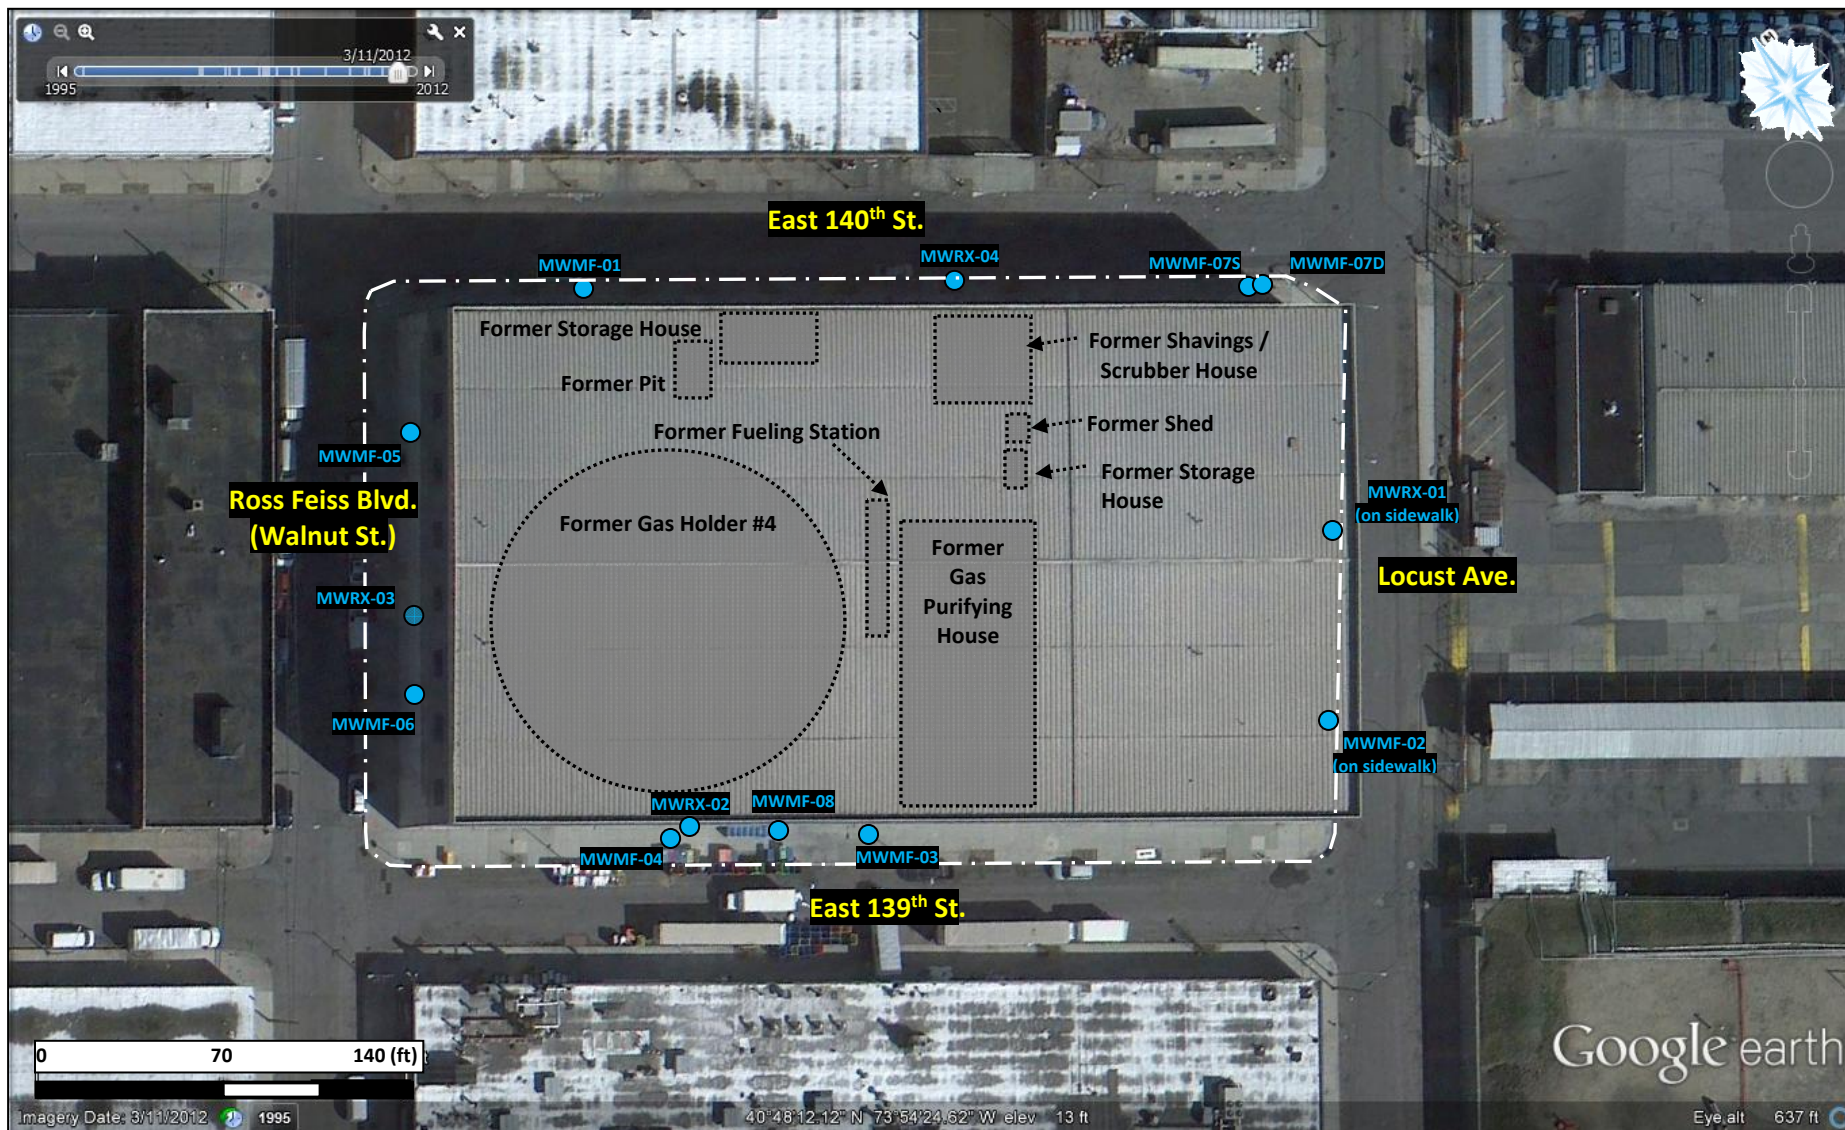 3/11/2012
1995
2012
East 140th St.
MWMF-01
MWRX-04
MWMF-07S
MWMF-07D
Former Storage House
Former Pit
Former Shavings /
Scrubber House
Former Fueling Station
Former Shed
Former Storage
House
MWMF-05
Ross Feiss Blvd.
(Walnut St.)
Former Gas Holder #4
Former
Gas
Purifying
House
MWRX-01
(on sidewalk)
Locust Ave.
MWRX-03
MWMF-06
MWMF-02
(on sidewalk)
MWRX-02
MWMF-08
MWMF-04
MWMF-03
East 139th St.
0 70 140 (ft)
Google earth
Imagery Date: 3/11/2012 1995 40°48'12.12" N 73°54'24.62" W elev 13 ft Eye alt 637 ft